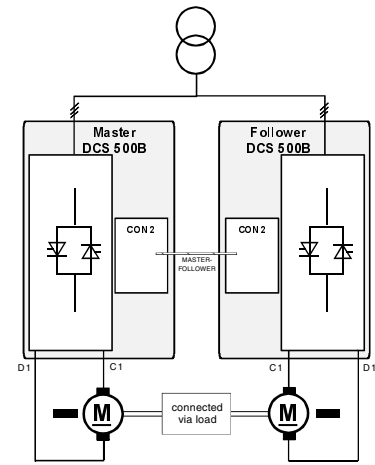 Master
DCS 500B
Follower
DCS 500B
CON 2
CON 2
MASTER-
FOLLOWER
D1
C1
C1
D1
M
connected
via load
M